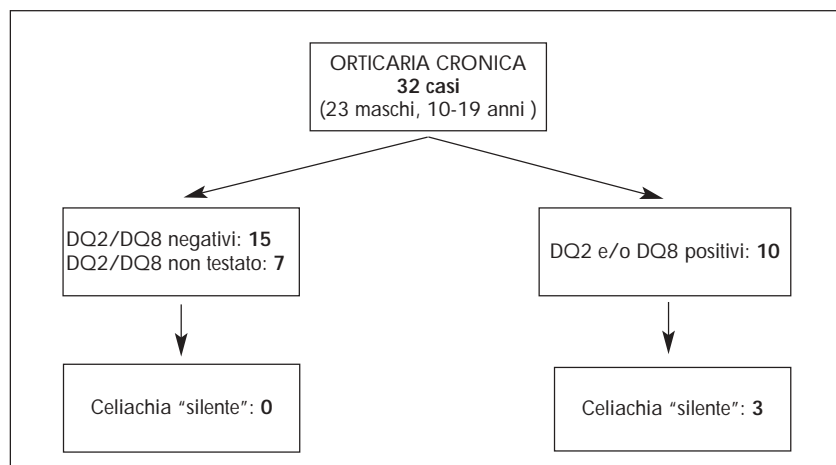 ORTICARIA CRONICA
32 casi
(23 maschi, 10-19 anni )
DQ2/DQ8 negativi: 15
DQ2/DQ8 non testato: 7
DQ2 e/o DQ8 positivi: 10
Celiachia “silente”: 0
Celiachia “silente”: 3